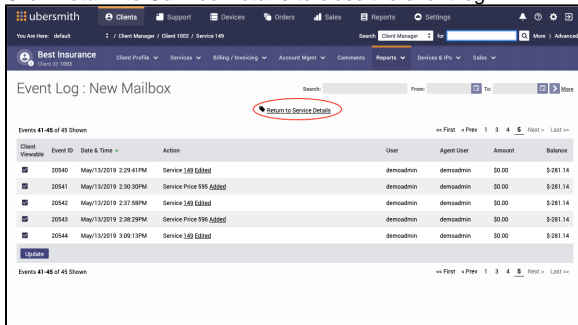 ubersmith Clients Support Devices Orders Sales Reports Settings
You Are Here: default / Client Manager / Client 1002 / Service 149 Search Client Manager for More | Advanced
Best Insurance
Client ID: 1002
Client Profile Services Billing / Invoicing Account Mgmt Comments Reports Devices & IPs Sales
Event Log : New Mailbox Search: From: To: More
Return to Service Details
Events 41-45 of 45 Shown << First < Prev 1 3 4 5 Next > Last >>
Client Viewable Event ID Date & Time Action User Agent User Amount Balance
20540 May/13/2019 2:29:41PM Service 149 Edited demoadmin demoadmin $0.00 $-281.14
20541 May/13/2019 2:30:30PM Service Price 595 Added demoadmin demoadmin $0.00 $-281.14
20542 May/13/2019 2:37:58PM Service 149 Edited demoadmin demoadmin $0.00 $-281.14
20543 May/13/2019 2:38:29PM Service Price 596 Added demoadmin demoadmin $0.00 $-281.14
20544 May/13/2019 3:09:13PM Service 149 Edited demoadmin demoadmin $0.00 $-281.14
Update
Events 41-45 of 45 Shown << First < Prev 1 3 4 5 Next > Last >>